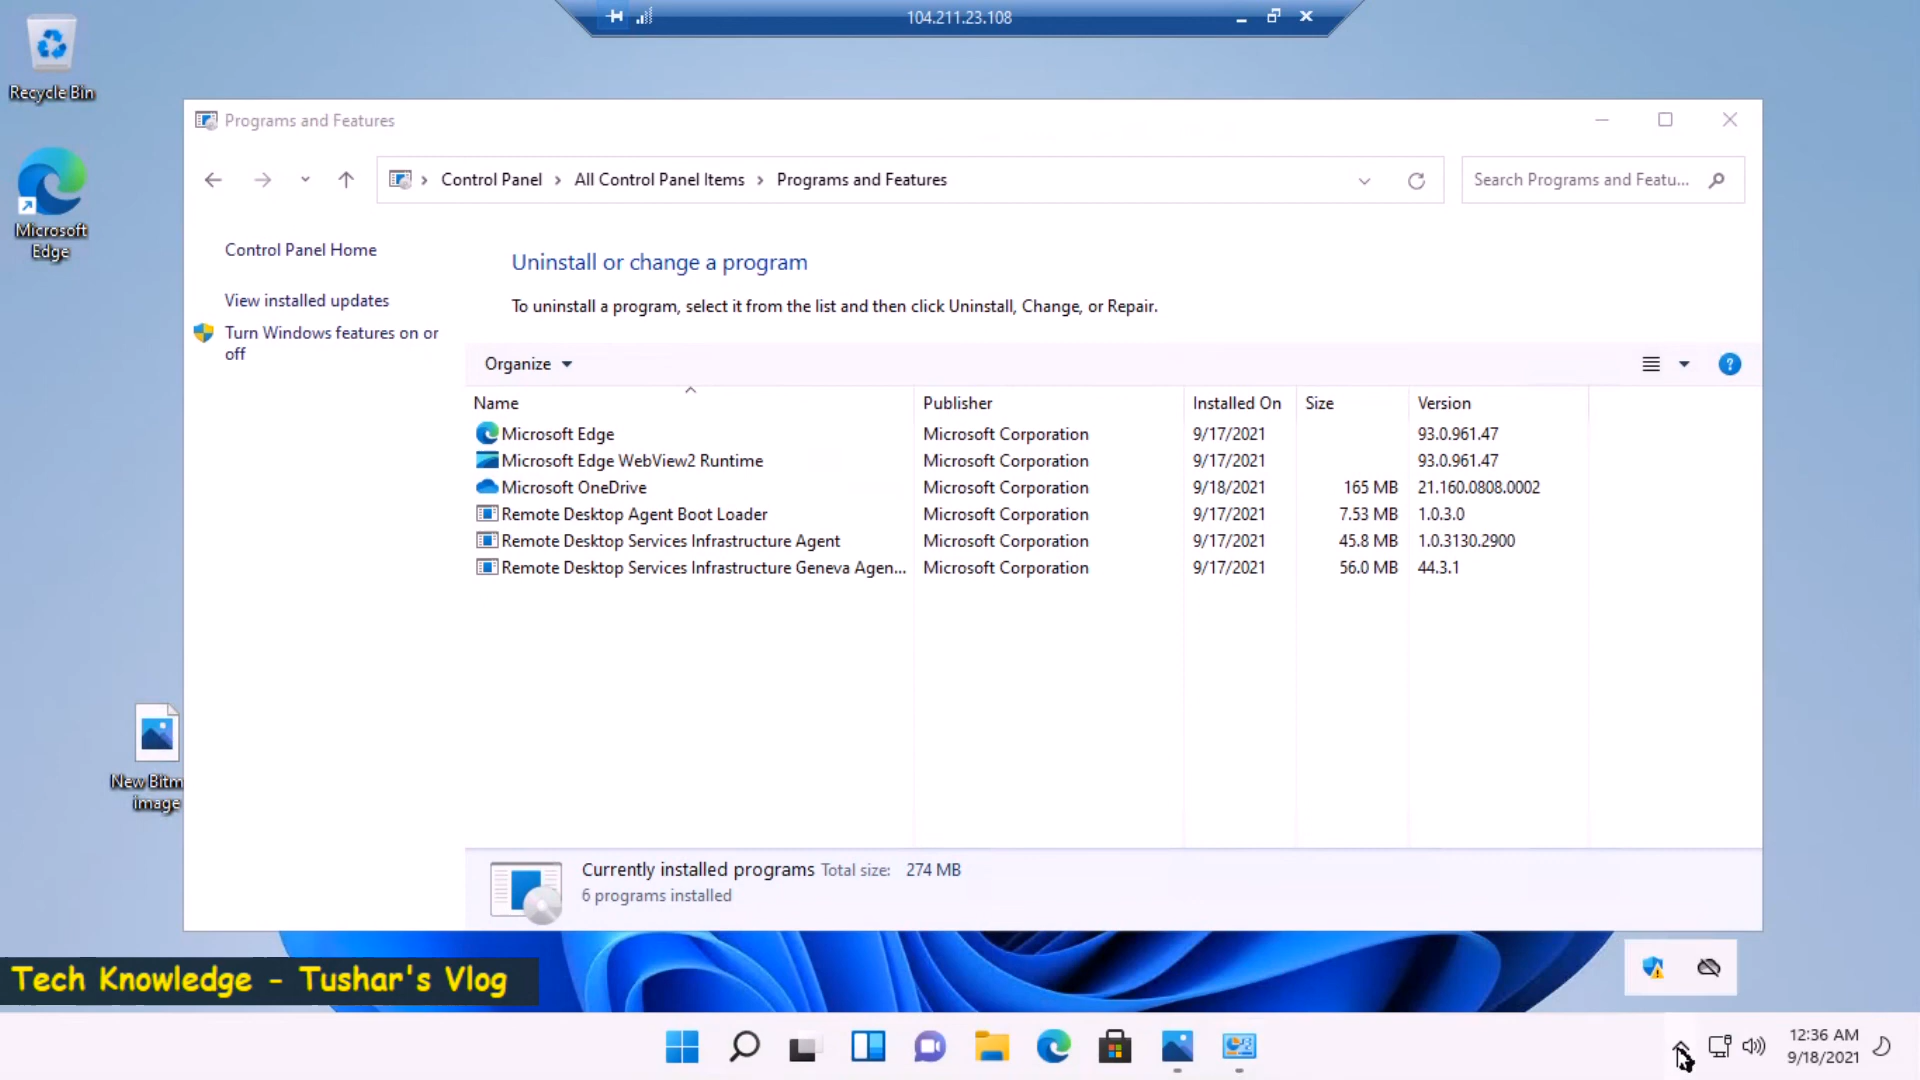 104.211.23.108
Recycle Bin
Microsoft
Edge
New Bitm
image
Programs and Features
Control Panel > All Control Panel Items > Programs and Features
Search Programs and Featu...
Control Panel Home
View installed updates
Turn Windows features on or
off
Uninstall or change a program
To uninstall a program, select it from the list and then click Uninstall, Change, or Repair.
Organize
Name Publisher Installed On Size Version
Microsoft Edge Microsoft Corporation 9/17/2021 93.0.961.47
Microsoft Edge WebView2 Runtime Microsoft Corporation 9/17/2021 93.0.961.47
Microsoft OneDrive Microsoft Corporation 9/18/2021 165 MB 21.160.0808.0002
Remote Desktop Agent Boot Loader Microsoft Corporation 9/17/2021 7.53 MB 1.0.3.0
Remote Desktop Services Infrastructure Agent Microsoft Corporation 9/17/2021 45.8 MB 1.0.3130.2900
Remote Desktop Services Infrastructure Geneva Agen... Microsoft Corporation 9/17/2021 56.0 MB 44.3.1
Currently installed programs Total size: 274 MB
6 programs installed
Tech Knowledge - Tushar's Vlog
12:36 AM
9/18/2021